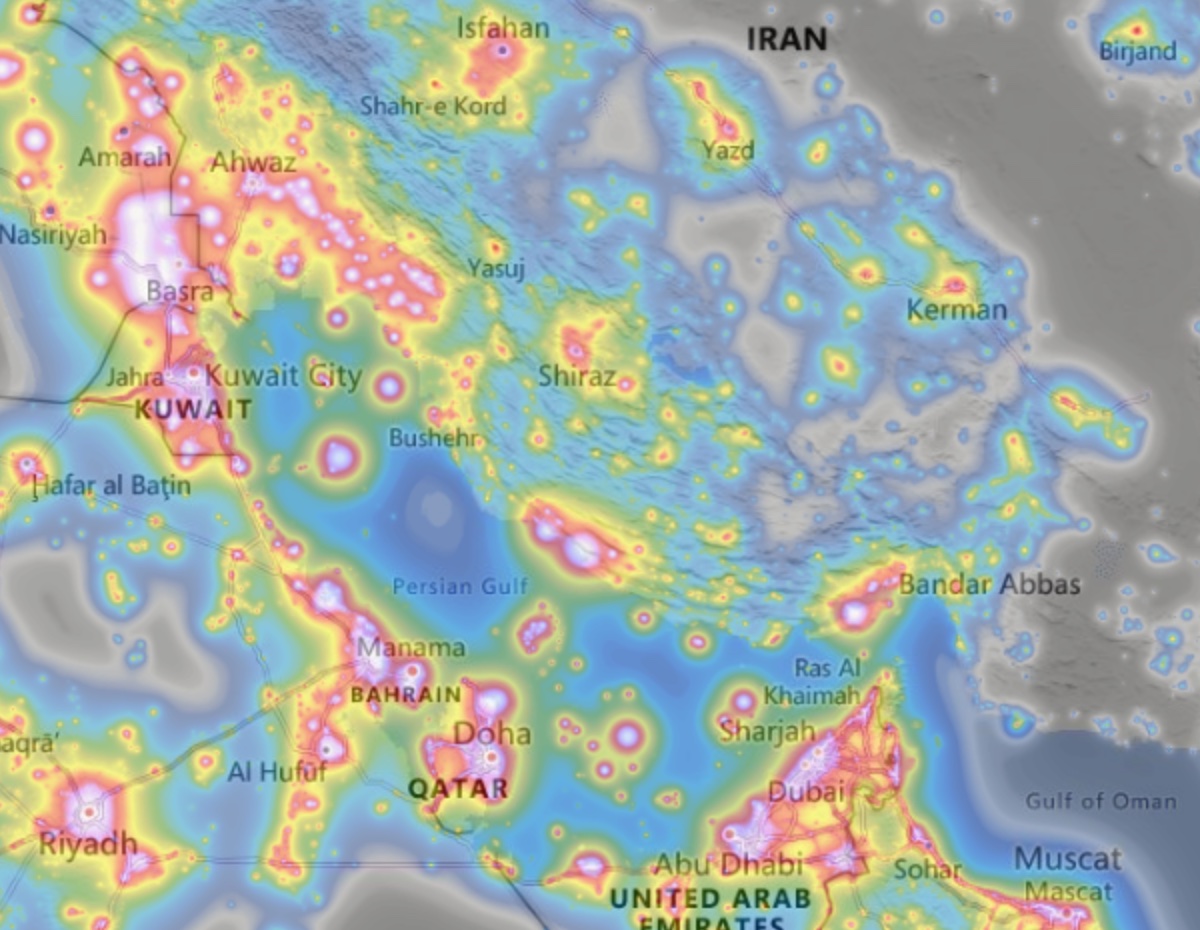 Isfahan
IRAN
Birjand
Shahr-e Kord
Amarah
Ahwaz
Yazd
Nasiriyah
Yasuj
Basra
Kerman
Jahra
Kuwait City
Shiraz
KUWAIT
Bushehr
Ḩafar al Baţin
Persian Gulf
Bandar Abbas
Manama
Ras Al
Khaimah
BAHRAIN
Doha
Sharjah
aqrā’
Al Hufūf
QATAR
Dubai
Gulf of Oman
Riyadh
Abu Dhabi
Sohar
Muscat
Mascat
UNITED ARAB
EMIRATES